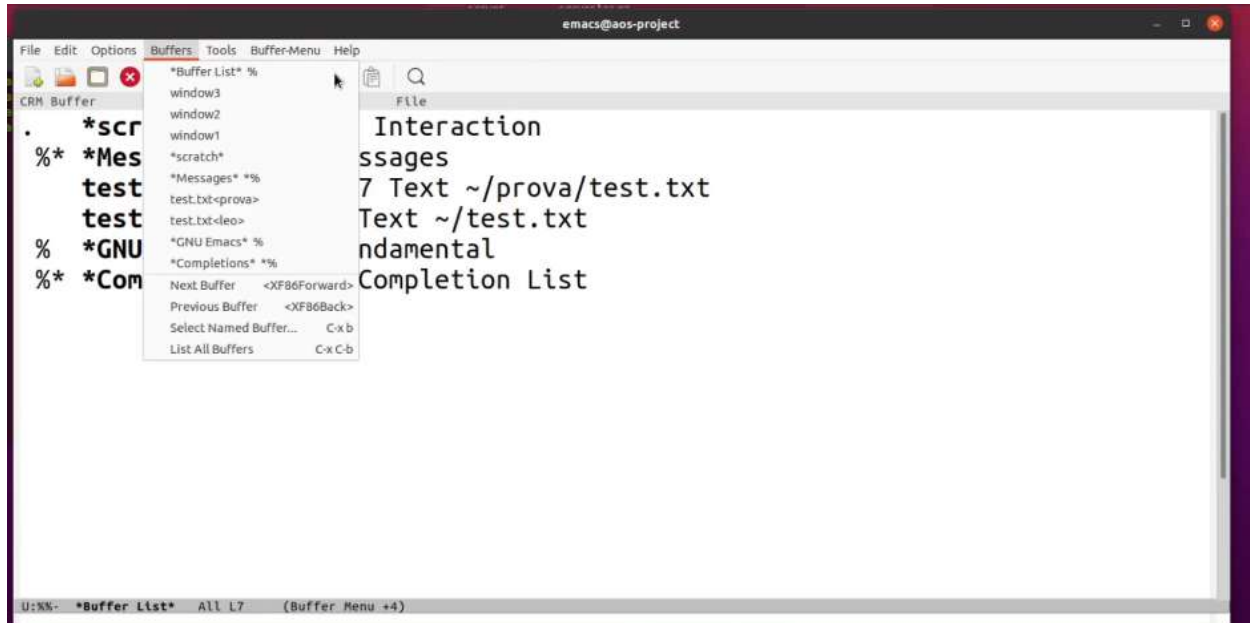 emacs@aos-project
File Edit Options Buffers Tools Buffer-Menu Help
*Buffer List* %
window3
window2
window1
*scratch*
*Messages* *%
test.txt<prova>
test.txt<leo>
*GNU Emacs* %
*Completions* *%
Next Buffer <XF86Forward>
Previous Buffer <XF86Back>
Select Named Buffer... C-x b
List All Buffers C-x C-b
CRM Buffer File
. *scr Interaction
%* *Mes ssages
test 7 Text ~/prova/test.txt
test Text ~/test.txt
% *GNU ndamental
%* *Com Completion List
U:%%- *Buffer List* All L7 (Buffer Menu +4)